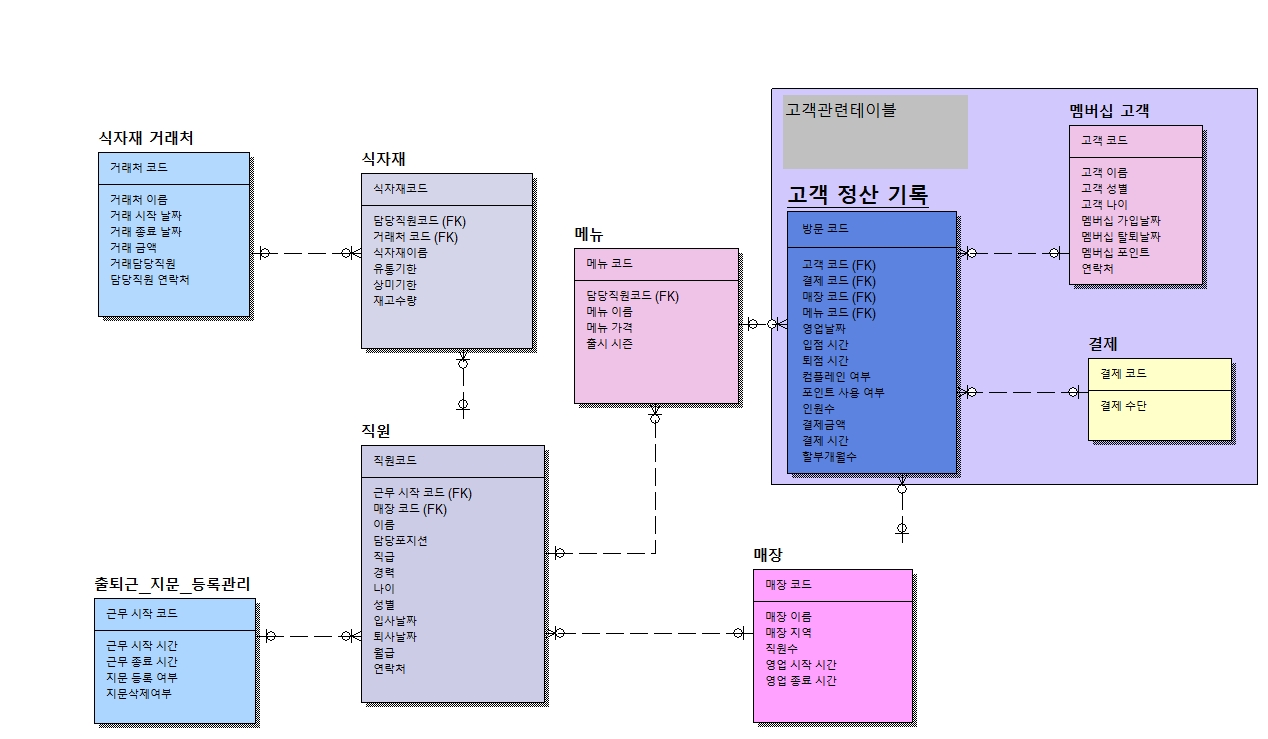 식자재 거래처
거래처 코드
거래처 이름
거래 시작 날짜
거래 종료 날짜
거래 금액
거래담당직원
담당직원 연락처
식자재
식자재코드
담당직원코드 (FK)
거래처 코드 (FK)
식자재이름
유통기한
상미기한
재고수량
메뉴
메뉴 코드
담당직원코드 (FK)
메뉴 이름
메뉴 가격
출시 시즌
고객관련테이블
고객 정산 기록
방문 코드
고객 코드 (FK)
결제 코드 (FK)
매장 코드 (FK)
메뉴 코드 (FK)
영업날짜
입점 시간
퇴점 시간
컴플레인 여부
포인트 사용 여부
인원수
결제금액
결제 시간
할부개월수
멤버십 고객
고객 코드
고객 이름
고객 성별
고객 나이
멤버십 가입날짜
멤버십 탈퇴날짜
멤버십 포인트
연락처
결제
결제 코드
결제 수단
직원
직원코드
근무 시작 코드 (FK)
매장 코드 (FK)
이름
담당포지션
직급
경력
나이
성별
입사날짜
퇴사날짜
월급
연락처
출퇴근_지문_등록관리
근무 시작 코드
근무 시작 시간
근무 종료 시간
지문 등록 여부
지문삭제여부
매장
매장 코드
매장 이름
매장 지역
직원수
영업 시작 시간
영업 종료 시간